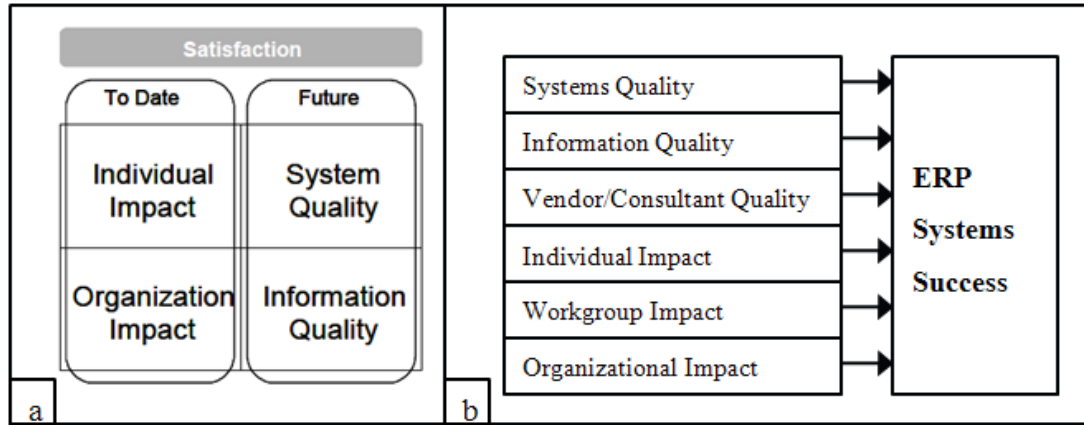 Satisfaction
To Date
Future
Individual
Impact
System
Quality
Organization
Impact
Information
Quality
a
Systems Quality
Information Quality
Vendor/Consultant Quality
Individual Impact
Workgroup Impact
Organizational Impact
ERP
Systems
Success
b